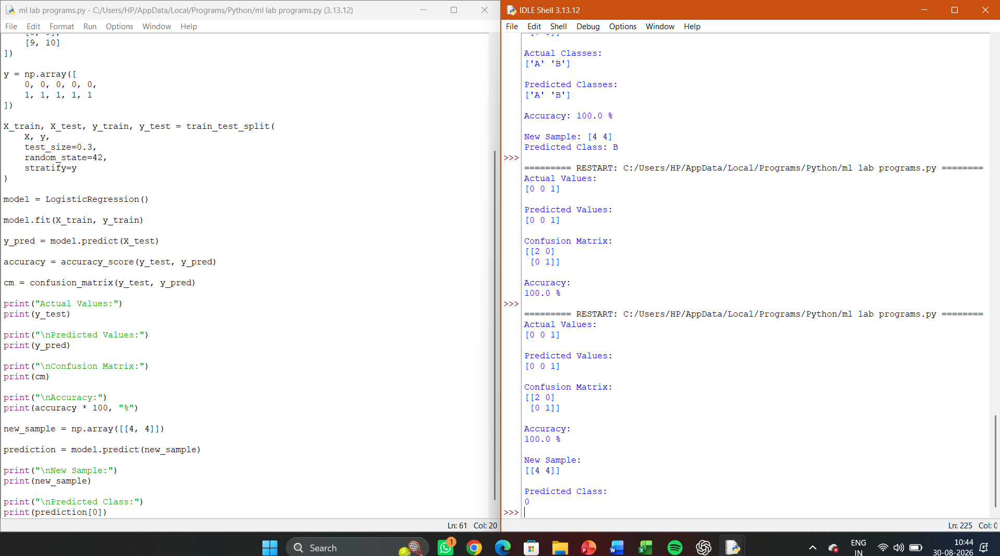 ml lab programs.py - C:/Users/HP/AppData/Local/Programs/Python/ml lab programs.py (3.13.12)
File Edit Format Run Options Window Help
[9, 10]
])
y = np.array([
0, 0, 0, 0, 0,
1, 1, 1, 1, 1
])
X_train, X_test, y_train, y_test = train_test_split(
X, y,
test_size=0.3,
random_state=42,
stratify=y
)
model = LogisticRegression()
model.fit(X_train, y_train)
y_pred = model.predict(X_test)
accuracy = accuracy_score(y_test, y_pred)
cm = confusion_matrix(y_test, y_pred)
print("Actual Values:")
print(y_test)
print("\nPredicted Values:")
print(y_pred)
print("\nConfusion Matrix:")
print(cm)
print("\nAccuracy:")
print(accuracy * 100, "%")
new_sample = np.array([[4, 4]])
prediction = model.predict(new_sample)
print("\nNew Sample:")
print(new_sample)
print("\nPredicted Class:")
print(prediction[0])
Ln: 61 Col: 20
IDLE Shell 3.13.12
File Edit Shell Debug Options Window Help
Actual Classes:
['A' 'B']
Predicted Classes:
['A' 'B']
Accuracy: 100.0 %
New Sample: [4 4]
Predicted Class: B
>>>
========= RESTART: C:/Users/HP/AppData/Local/Programs/Python/ml lab programs.py ========
Actual Values:
[0 0 1]
Predicted Values:
[0 0 1]
Confusion Matrix:
[[2 0]
[0 1]]
Accuracy:
100.0 %
>>>
========= RESTART: C:/Users/HP/AppData/Local/Programs/Python/ml lab programs.py ========
Actual Values:
[0 0 1]
Predicted Values:
[0 0 1]
Confusion Matrix:
[[2 0]
[0 1]]
Accuracy:
100.0 %
New Sample:
[[4 4]]
Predicted Class:
0
>>>
Ln: 225 Col: 0
Search
1
ENG
IN
10:44
30-08-2026